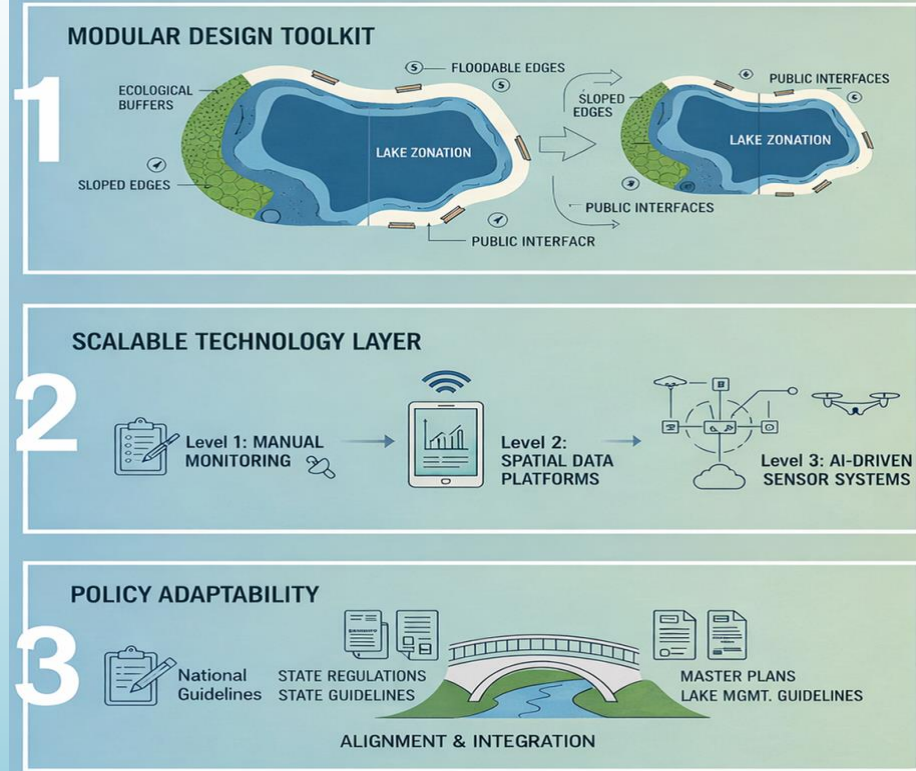 1
MODULAR DESIGN TOOLKIT
ECOLOGICAL
BUFFERS
SLOPED EDGES
S
FLOODABLE EDGES
S
LAKE ZONATION
PUBLIC INTERFACR
SLOPED
EDGES
PUBLIC INTERFACES
LAKE ZONATION
PUBLIC INTERFACES
2
SCALABLE TECHNOLOGY LAYER
Level 1: MANUAL
MONITORING
Level 2:
SPATIAL DATA
PLATFORMS
Level 3: AI-DRIVEN
SENSOR SYSTEMS
3
POLICY ADAPTABILITY
National
Guidelines
STATE REGULATIONS
STATE GUIDELINES
MASTER PLANS
LAKE MGMT. GUIDELINES
ALIGNMENT & INTEGRATION